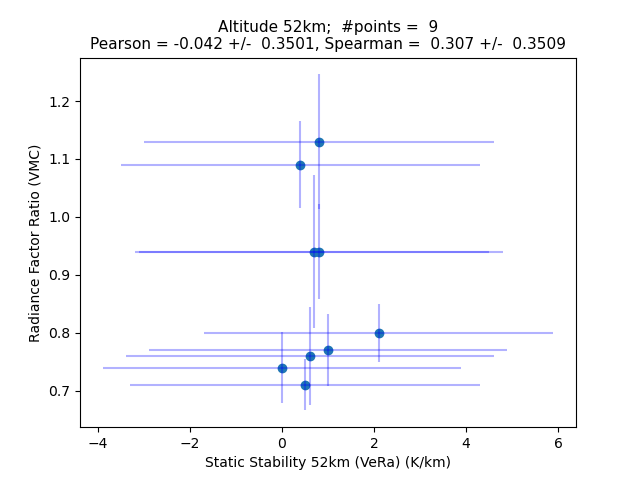 Altitude 52km;  #points =  9
Pearson = -0.042 +/-  0.3501, Spearman =  0.307 +/-  0.3509
1.2
1.1
1.0
0.9
0.8
0.7
Radiance Factor Ratio (VMC)
−4 −2 0 2 4 6
Static Stability 52km (VeRa) (K/km)